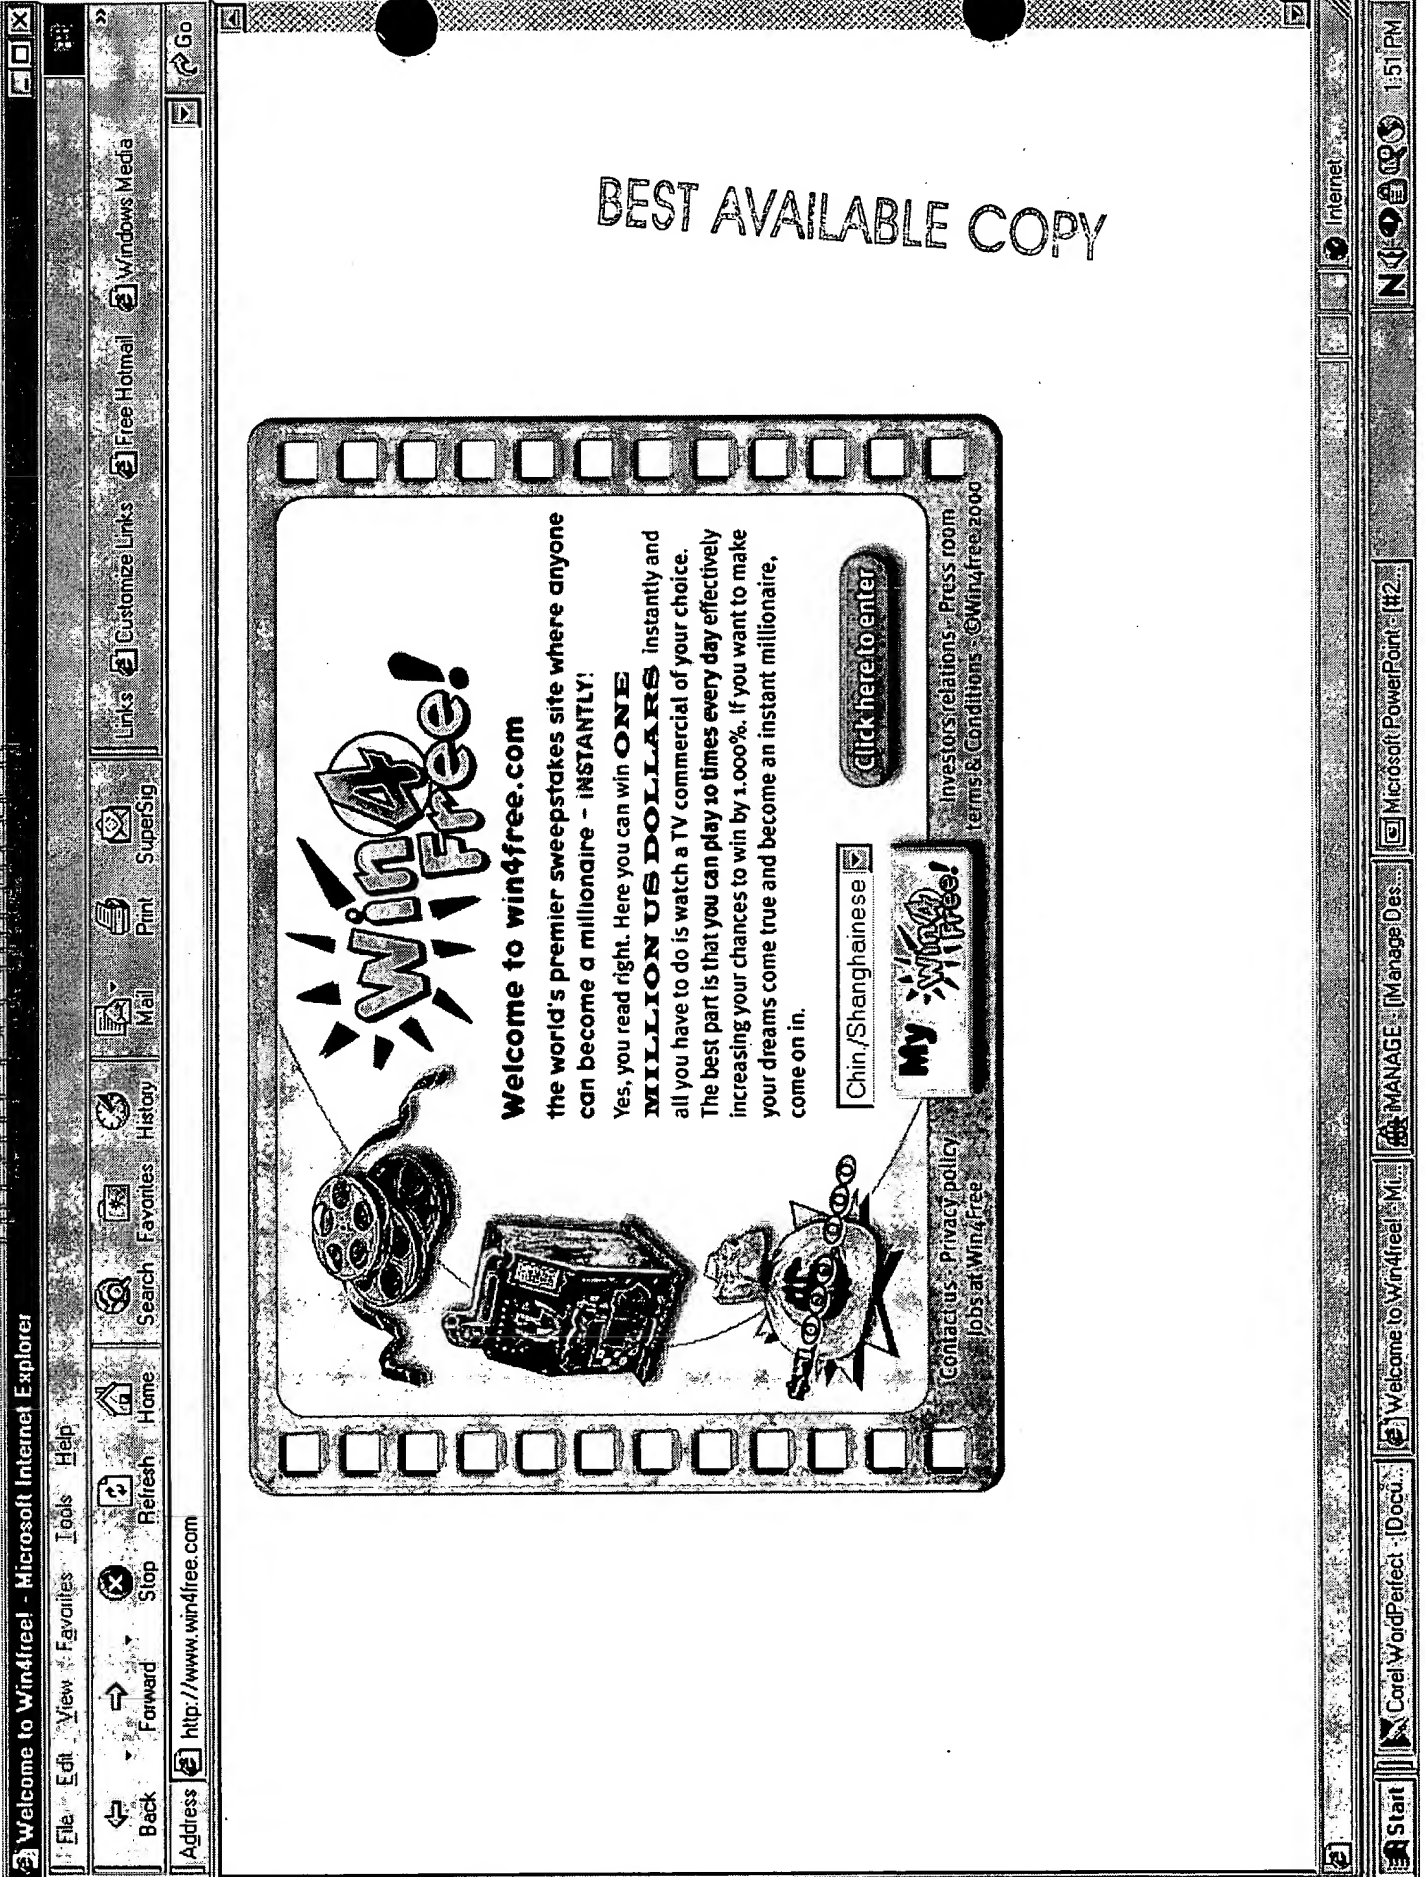 Welcome to Win4free! - Microsoft Internet Explorer
File Edit View Favorites Tools Help
Back Forward Stop Refresh Home Search Favorites History Mail Print SuperSig Links Customize Links Free Hotmail Windows Media
Address http://www.win4free.com Go
Win4
Free!
Welcome to win4free.com
the world's premier sweepstakes site where anyone
can become a millionaire - iNSTANTLY!
Yes, you read right. Here you can win ONE
MILLION US DOLLARS instantly and
all you have to do is watch a TV commercial of your choice.
The best part is that you can play 10 times every day effectively
increasing your chances to win by 1.000%. If you want to make
your dreams come true and become an instant millionaire,
come on in.
Chin./Shanghainese
Click here to enter
My Win4
Free!
Contact us - Privacy policy
Jobs at Win4Free
Investors relations - Press room
terms & Conditions - ©Win4free 2000
BEST AVAILABLE COPY
Internet
Start Corel WordPerfect - [Docu... Welcome to Win4free! - Mi... MANAGE - [iManage Des... Microsoft PowerPoint - [#2... N 1:51 PM